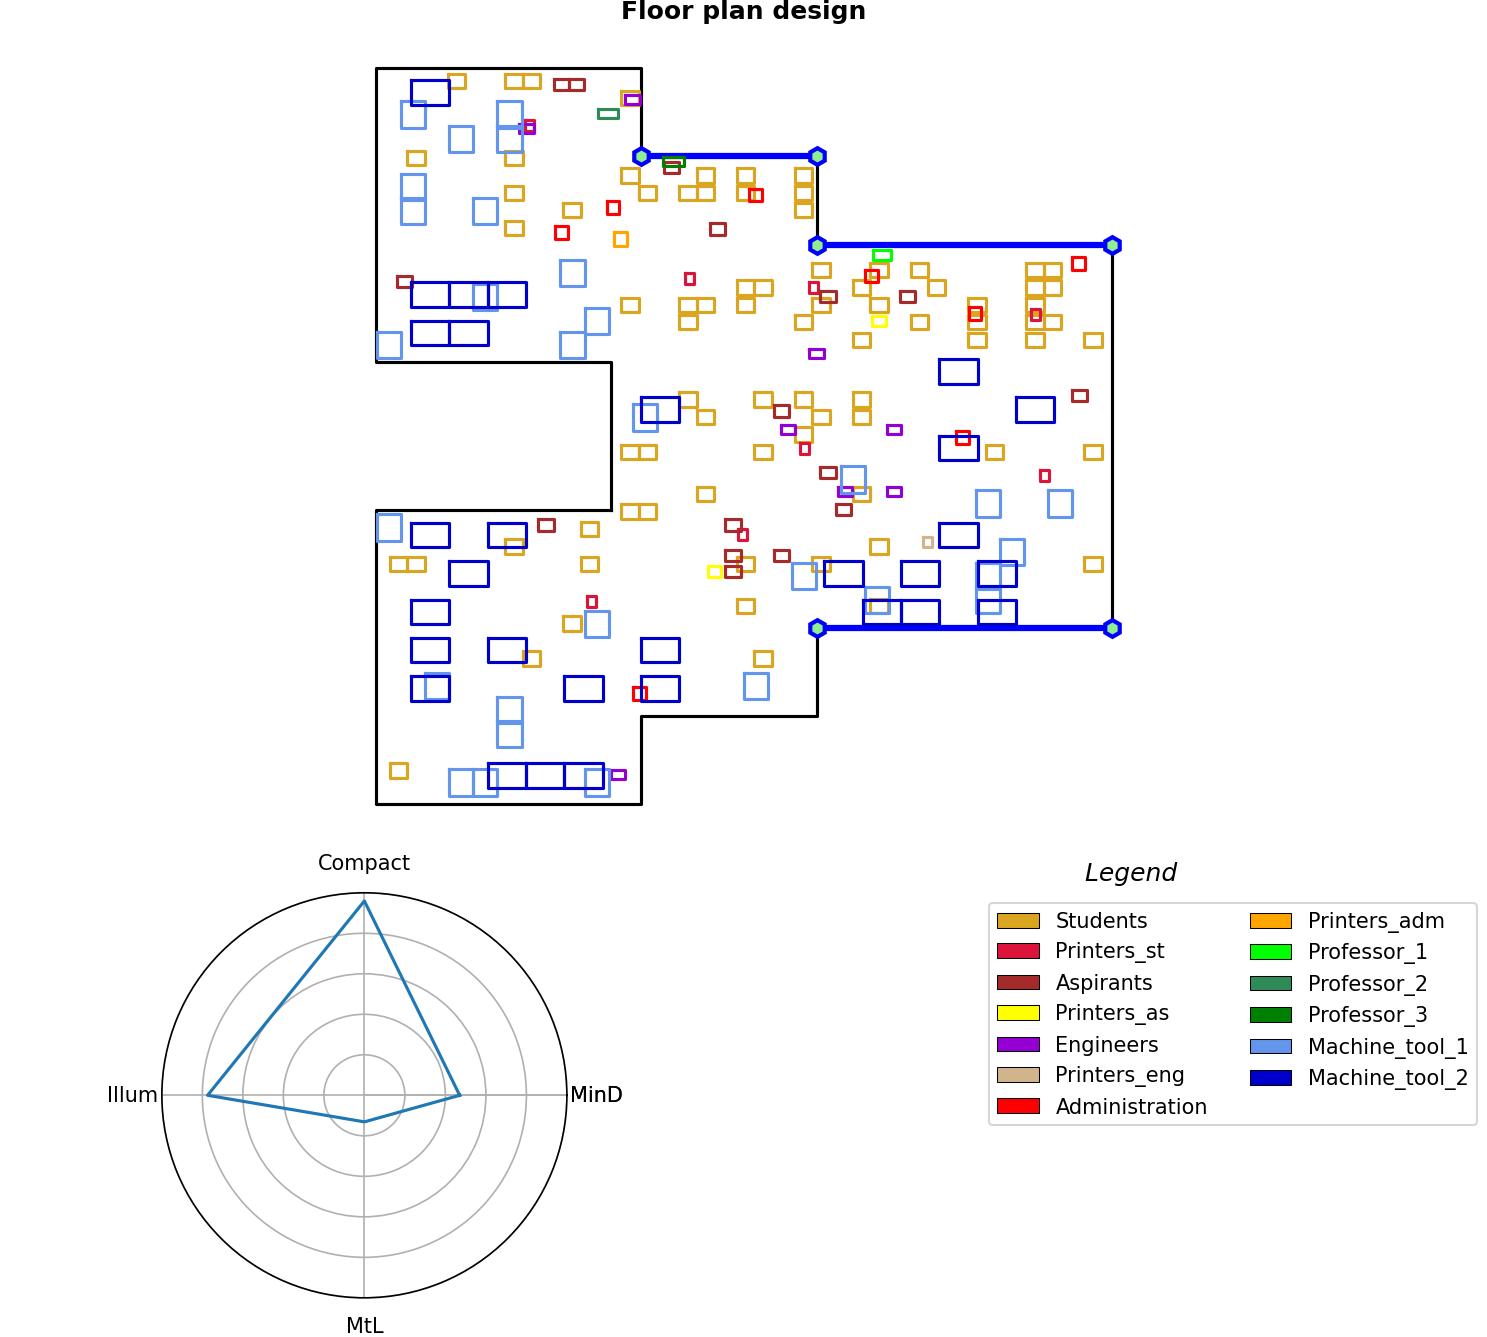 Floor plan design
Compact
Illum
MinD
MtL
Legend
Students
Printers_st
Aspirants
Printers_as
Engineers
Printers_eng
Administration
Printers_adm
Professor_1
Professor_2
Professor_3
Machine_tool_1
Machine_tool_2